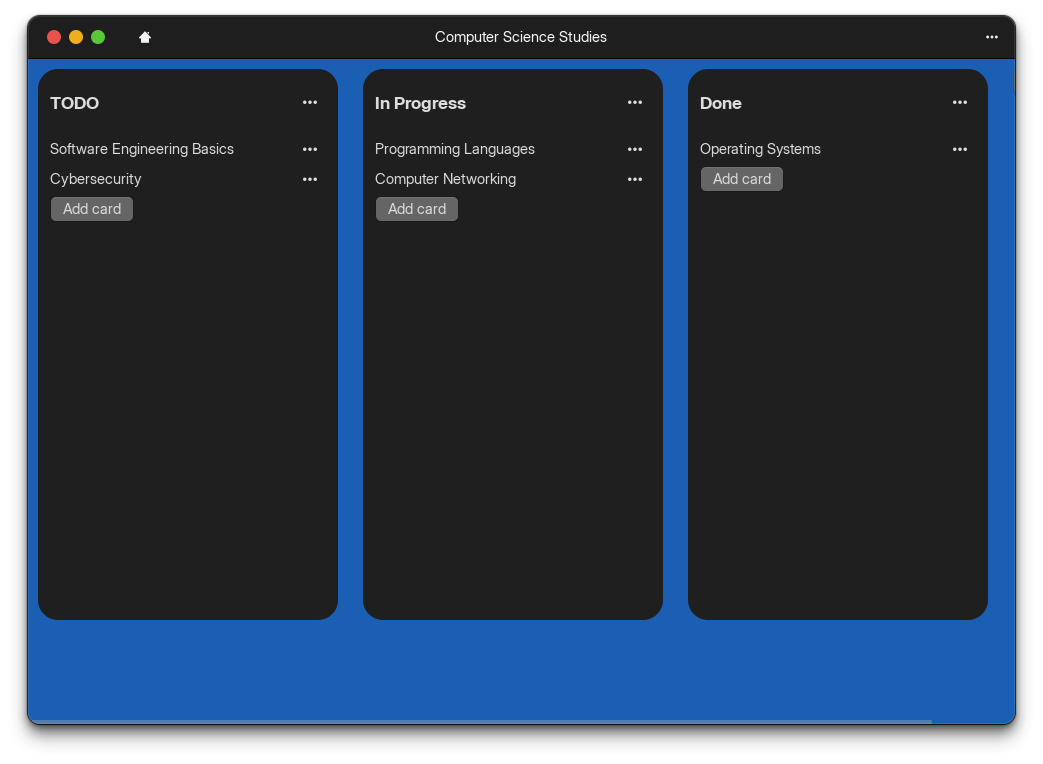 Computer Science Studies
TODO
Software Engineering Basics
Cybersecurity
Add card
In Progress
Programming Languages
Computer Networking
Add card
Done
Operating Systems
Add card